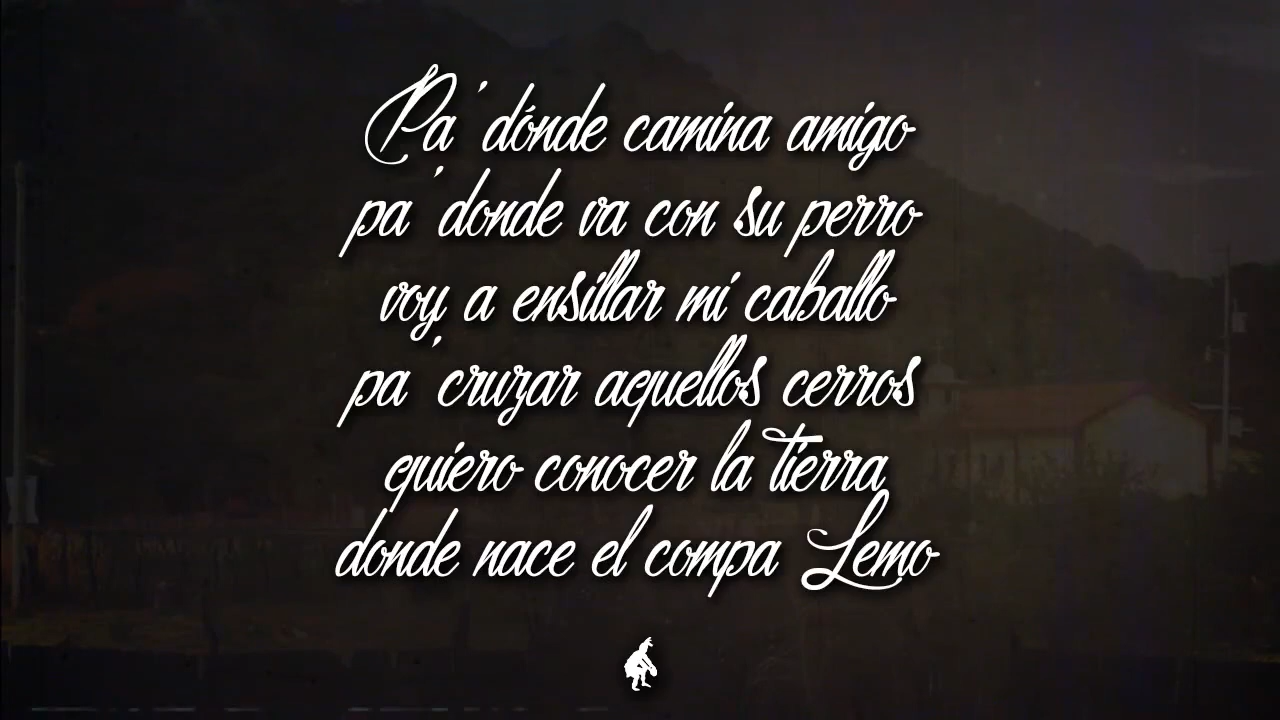 Pa' dónde camina amigo
pa' donde va con su perro
voy a ensillar mi caballo
pa' cruzar aquellos cerros
quiero conocer la tierra
donde nace el compa Lemo